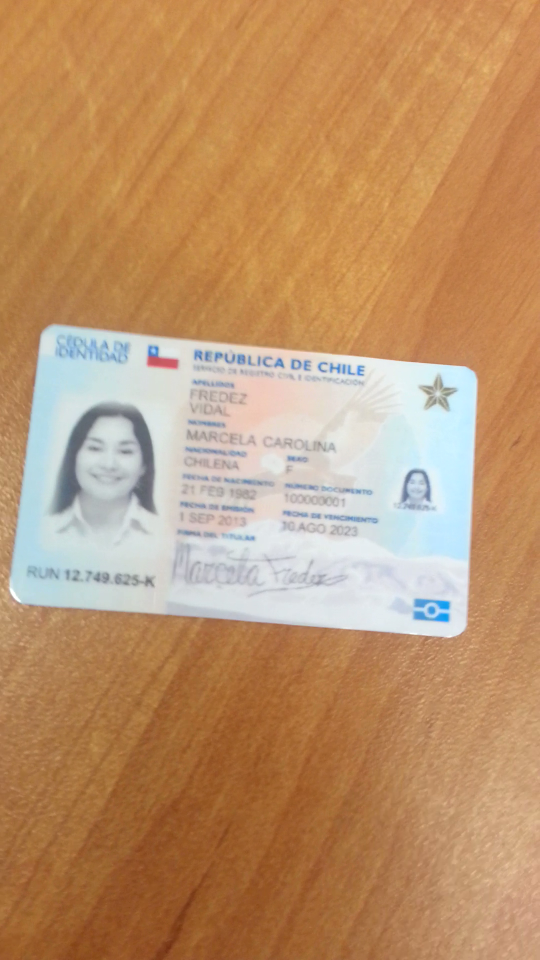 CÉDULA DE
IDENTIDAD
REPÚBLICA DE CHILE
SERVICIO DE REGISTRO CIVIL E IDENTIFICACIÓN
APELLIDOS
FREDEZ
VIDAL
NOMBRES
MARCELA CAROLINA
NACIONALIDAD SEXO
CHILENA F
FECHA DE NACIMIENTO NÚMERO DOCUMENTO
21 FEB 1982 100000001
FECHA DE EMISIÓN FECHA DE VENCIMIENTO
1 SEP 2013 30 AGO 2023
FIRMA DEL TITULAR
Marcela Fredez
RUN 12.749.625-K